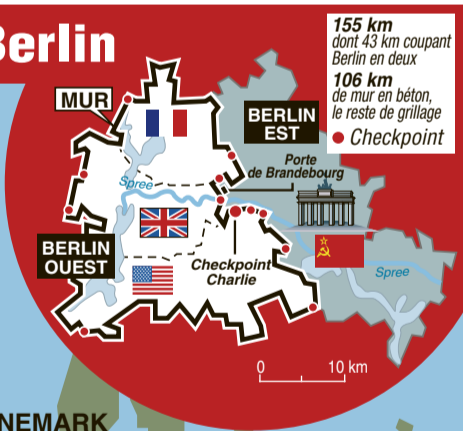 Berlin
155 km
dont 43 km coupant
Berlin en deux
106 km
de mur en béton,
le reste de grillage
Checkpoint
MUR
BERLIN
EST
Porte
de Brandebourg
Spree
BERLIN
OUEST
Checkpoint
Charlie
Spree
0 10 km
NEMARK